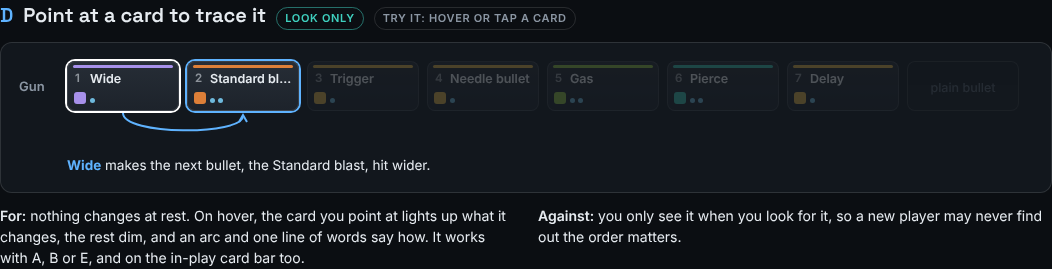 D Point at a card to trace it LOOK ONLY TRY IT: HOVER OR TAP A CARD
Gun
1 Wide
2 Standard bl...
3 Trigger
4 Needle bullet
5 Gas
6 Pierce
7 Delay
plain bullet
Wide makes the next bullet, the Standard blast, hit wider.
For: nothing changes at rest. On hover, the card you point at lights up what it
changes, the rest dim, and an arc and one line of words say how. It works
with A, B or E, and on the in-play card bar too.
Against: you only see it when you look for it, so a new player may never find
out the order matters.